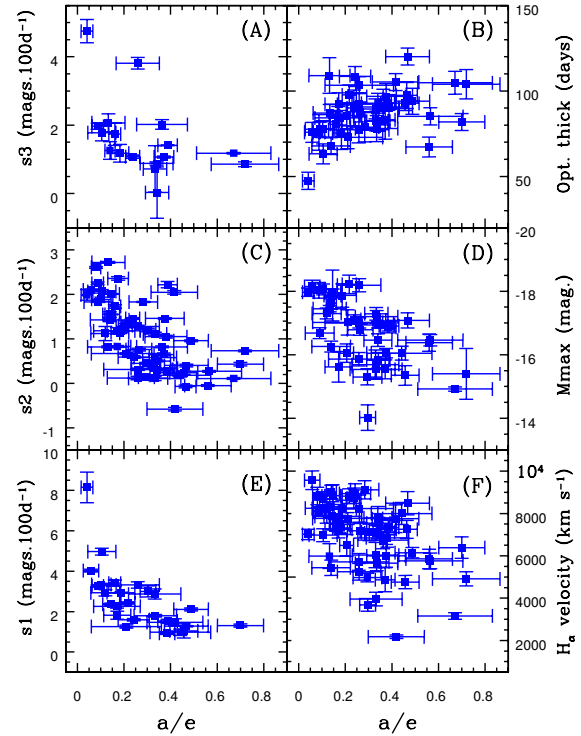 (A)
s3 (mags.100d⁻¹)
4
2
0
(B)
150
100
50
Opt. thick (days)
(C)
s2 (mags.100d⁻¹)
3
2
1
0
-1
(D)
-20
-18
-16
-14
Mmax (mag.)
(E)
s1 (mags.100d⁻¹)
10
8
6
4
2
0
(F)
10⁴
8000
6000
4000
2000
Hα velocity (km s⁻¹)
0 0.2 0.4 0.6 0.8
0 0.2 0.4 0.6 0.8
a/e
a/e